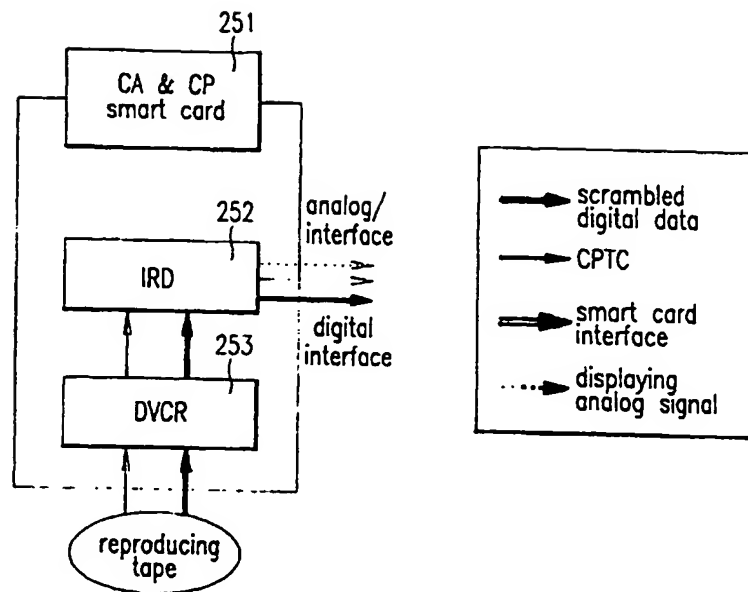 251
CA & CP
smart card
252
analog/
interface
IRD
digital
interface
253
DVCR
reproducing
tape
scrambled
digital data
CPTC
smart card
interface
displaying
analog signal